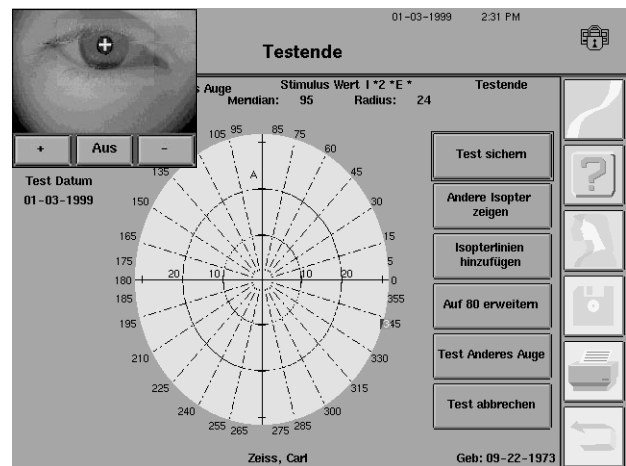 01-03-1999 2:31 PM
Testende
s Auge Stimulus Wert I *2 *E * Testende
Meridian: 95 Radius: 24
+ Aus -
Test Datum
01-03-1999
105 95 85 75
60
135 45
A
150 30
165 15
175 5
180 20 10 10 20 0
185 355
195 345
210 330
225 315
240 300
255 265 275 285
Test sichern
Andere Isopter
zeigen
Isopterlinien
hinzufügen
Auf 80 erweitern
Test Anderes Auge
Test abbrechen
Zeiss, Carl Geb: 09-22-1973